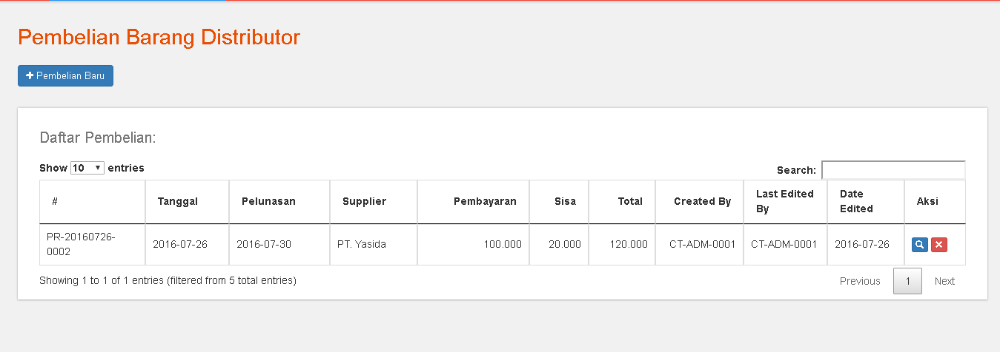 Pembelian Barang Distributor
Pembelian Baru
Daftar Pembelian:
Show 10 entries
Search:
# Tanggal Pelunasan Supplier Pembayaran Sisa Total Created By Last Edited By Date Edited Aksi
PR-20160726-0002 2016-07-26 2016-07-30 PT. Yasida 100.000 20.000 120.000 CT-ADM-0001 CT-ADM-0001 2016-07-26
Showing 1 to 1 of 1 entries (filtered from 5 total entries)
Previous 1 Next